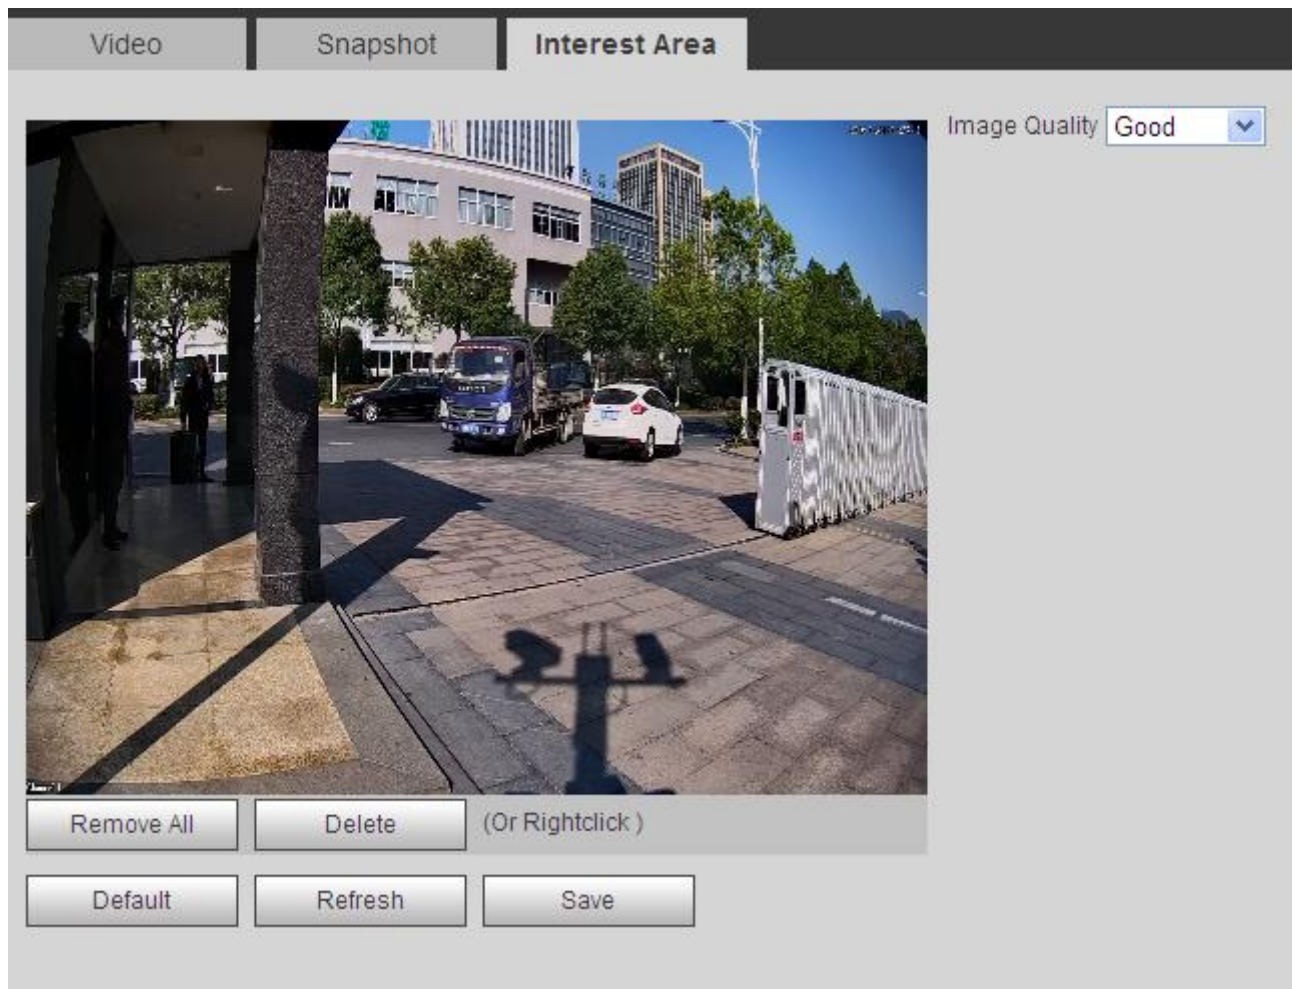 Video
Snapshot
Interest Area
Image Quality
Good
Remove All
Delete
(Or Rightclick )
Default
Refresh
Save